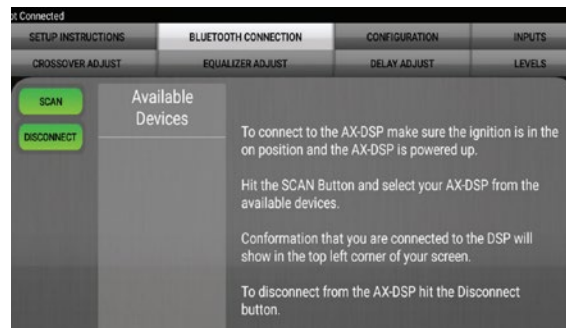 ot Connected
SETUP INSTRUCTIONS
BLUETOOTH CONNECTION
CONFIGURATION
INPUTS
CROSSOVER ADJUST
EQUALIZER ADJUST
DELAY ADJUST
LEVELS
SCAN
DISCONNECT
Available
Devices
To connect to the AX-DSP make sure the ignition is in the
on position and the AX-DSP is powered up.
Hit the SCAN Button and select your AX-DSP from the
available devices.
Conformation that you are connected to the DSP will
show in the top left corner of your screen.
To disconnect from the AX-DSP hit the Disconnect
button.